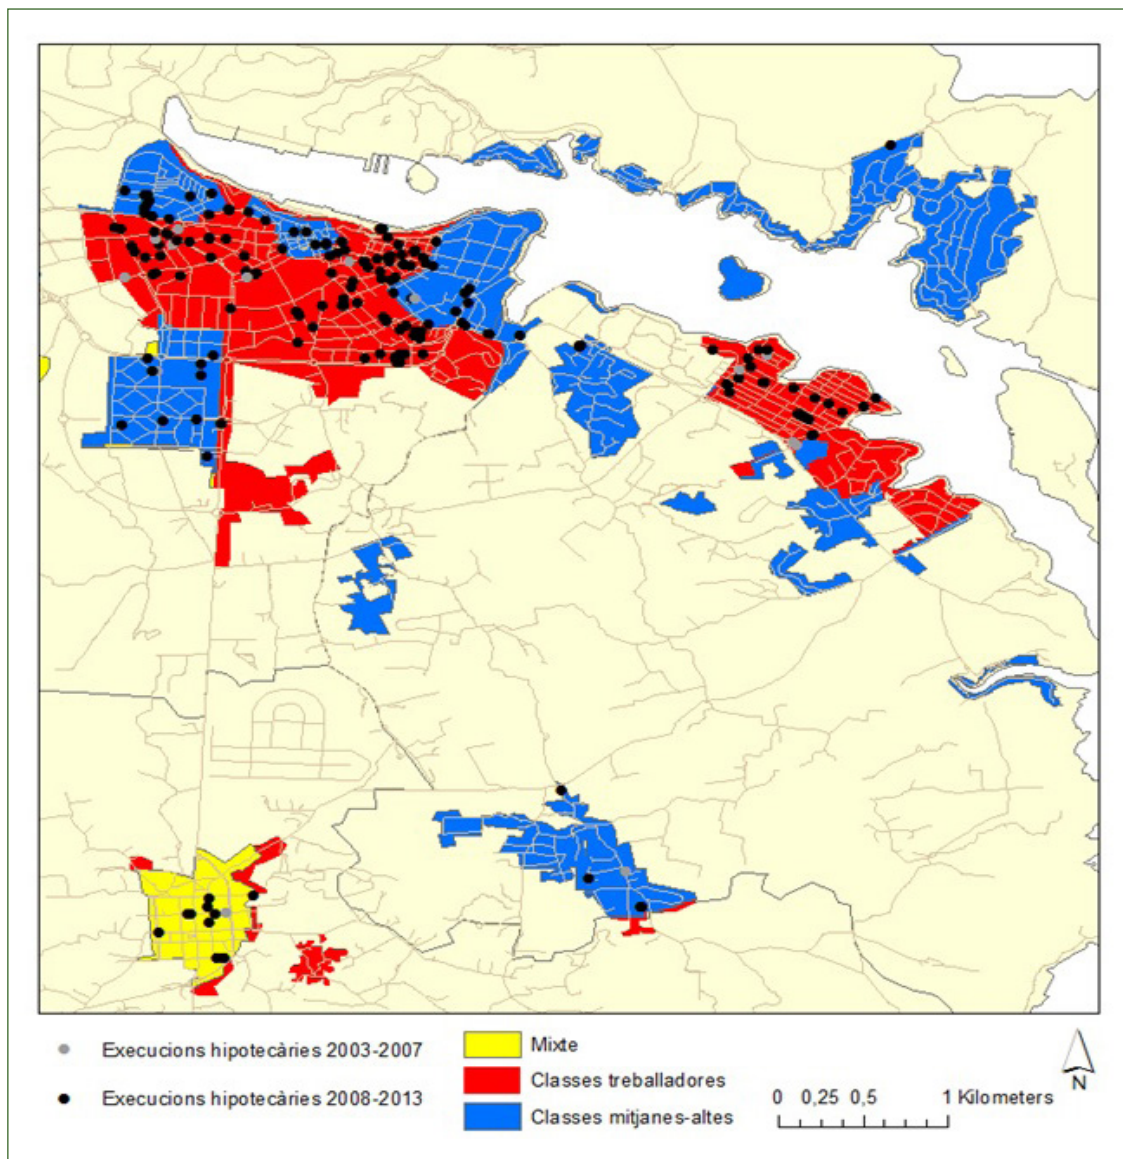 Execucions hipotecàries 2003-2007
Execucions hipotecàries 2008-2013
Mixte
Classes treballadores
Classes mitjanes-altes
N
0 0,25 0,5 1 Kilometers